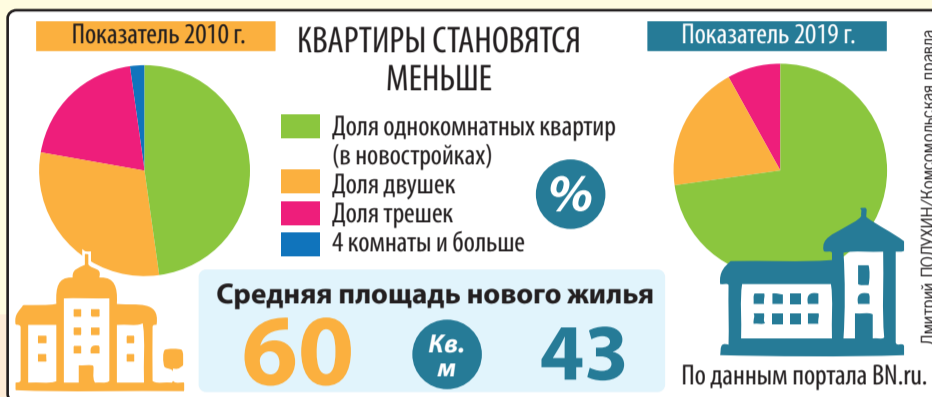 Показатель 2010 г.
КВАРТИРЫ СТАНОВЯТСЯ
МЕНЬШЕ
Показатель 2019 г.
Доля однокомнатных квартир
(в новостройках)
Доля двушек
Доля трешек
4 комнаты и больше
%
Средняя площадь нового жилья
60
Кв.
м
43
По данным портала BN.ru.
Дмитрий ПОЛУХИН/Комсомольская правда